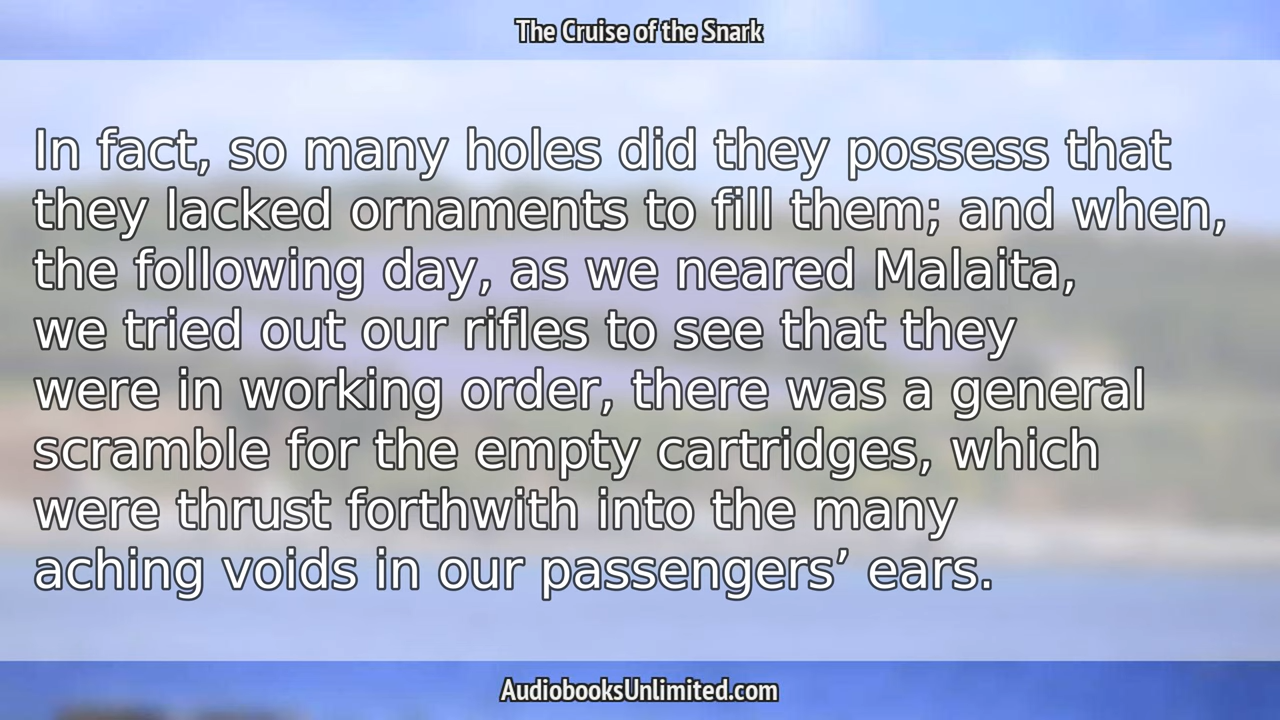 The Cruise of the Snark
In fact, so many holes did they possess that
they lacked ornaments to fill them; and when,
the following day, as we neared Malaita,
we tried out our rifles to see that they
were in working order, there was a general
scramble for the empty cartridges, which
were thrust forthwith into the many
aching voids in our passengers’ ears.
AudiobooksUnlimited.com